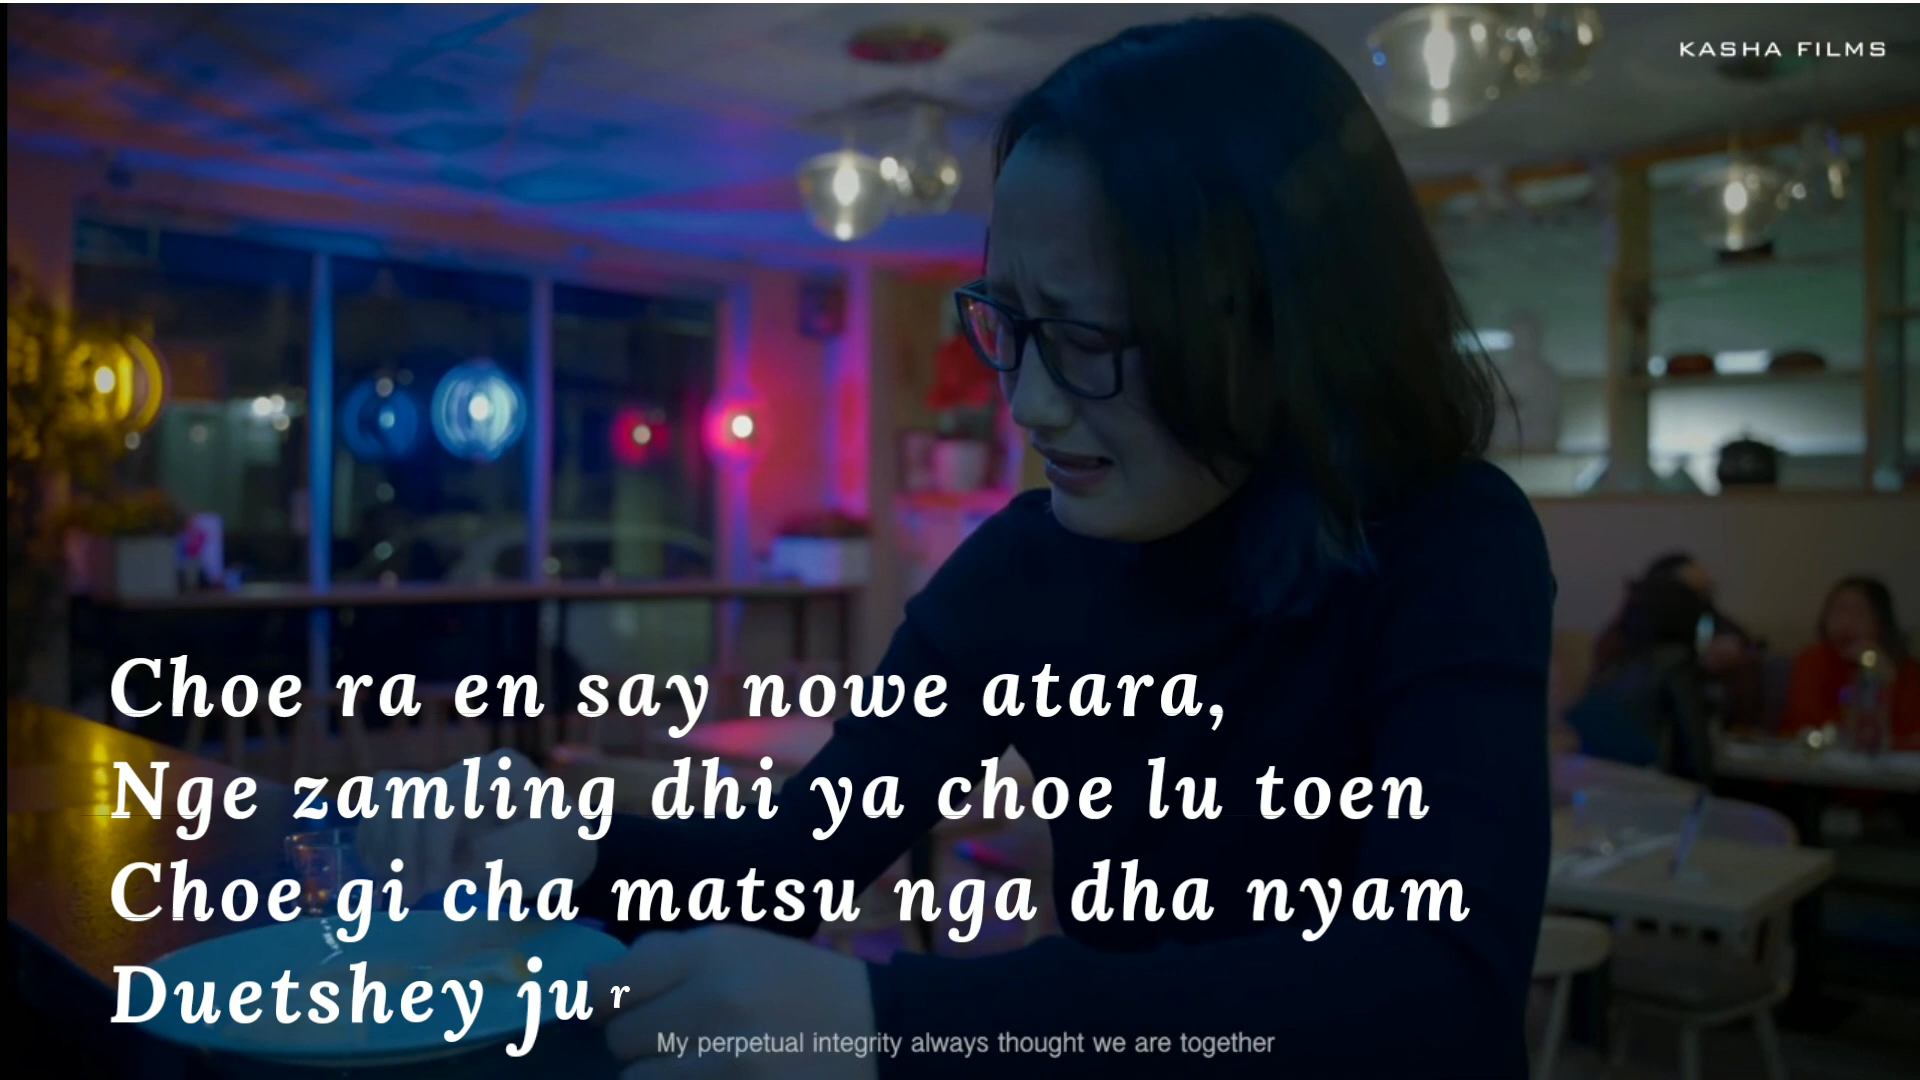 KASHA FILMS
Choe ra en say nowe atara,
Nge zamling dhi ya choe lu toen
Choe gi cha matsu nga dha nyam
Duetshey jur
My perpetual integrity always thought we are together